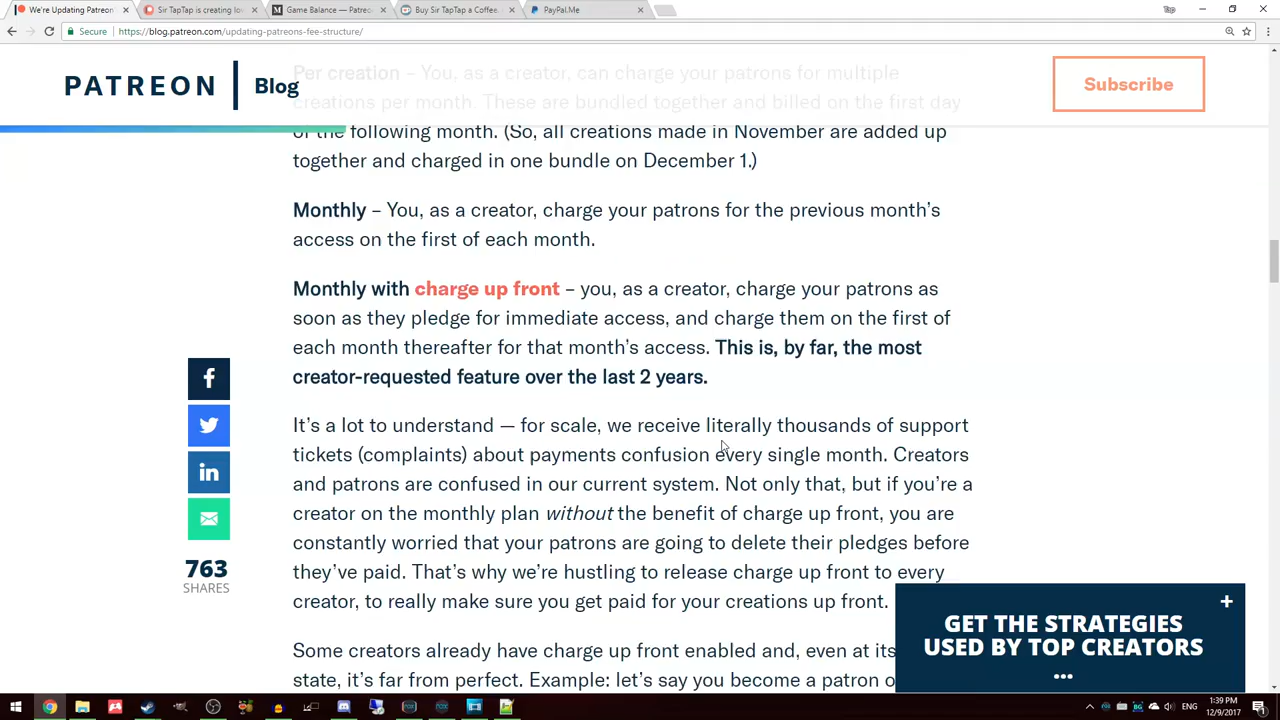 We're Updating Patreon
Sir TapTap is creating lo
Game Balance — Patrec
Buy Sir TapTap a Coffee.
PayPal.Me
Tap
Secure
https://blog.patreon.com/updating-patreons-fee-structure/
PATREON
Blog
Subscribe
Per creation – You, as a creator, can charge your patrons for multiple
creations per month. These are bundled together and billed on the first day
of the following month. (So, all creations made in November are added up
together and charged in one bundle on December 1.)
Monthly – You, as a creator, charge your patrons for the previous month's
access on the first of each month.
Monthly with charge up front – you, as a creator, charge your patrons as
soon as they pledge for immediate access, and charge them on the first of
each month thereafter for that month's access. This is, by far, the most
creator-requested feature over the last 2 years.
It's a lot to understand — for scale, we receive literally thousands of support
tickets (complaints) about payments confusion every single month. Creators
and patrons are confused in our current system. Not only that, but if you're a
creator on the monthly plan without the benefit of charge up front, you are
constantly worried that your patrons are going to delete their pledges before
they've paid. That's why we're hustling to release charge up front to every
creator, to really make sure you get paid for your creations up front.
Some creators already have charge up front enabled and, even at its
state, it's far from perfect. Example: let's say you become a patron o
763
SHARES
GET THE STRATEGIES
USED BY TOP CREATORS
ENG
1:39 PM
12/9/2017